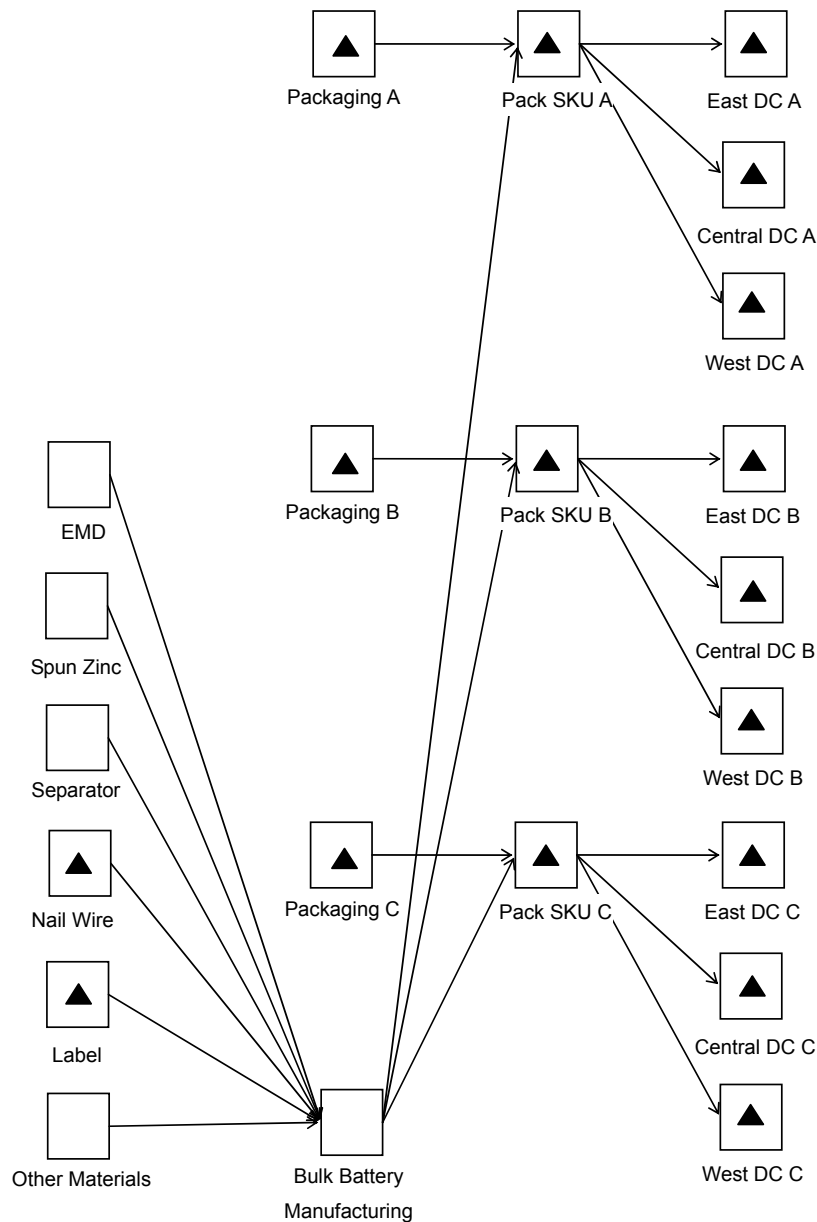 Packaging A
Pack SKU A
East DC A
Central DC A
West DC A
EMD
Packaging B
Pack SKU B
East DC B
Spun Zinc
Central DC B
Separator
West DC B
Nail Wire
Packaging C
Pack SKU C
East DC C
Label
Central DC C
Other Materials
Bulk Battery
Manufacturing
West DC C